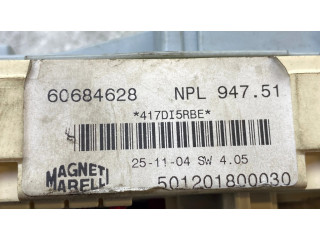 60684628 NPL 947.51
*417DI5RBE*
25-11-04 SW 4.05
MAGNETI
MARELLI
501201800030